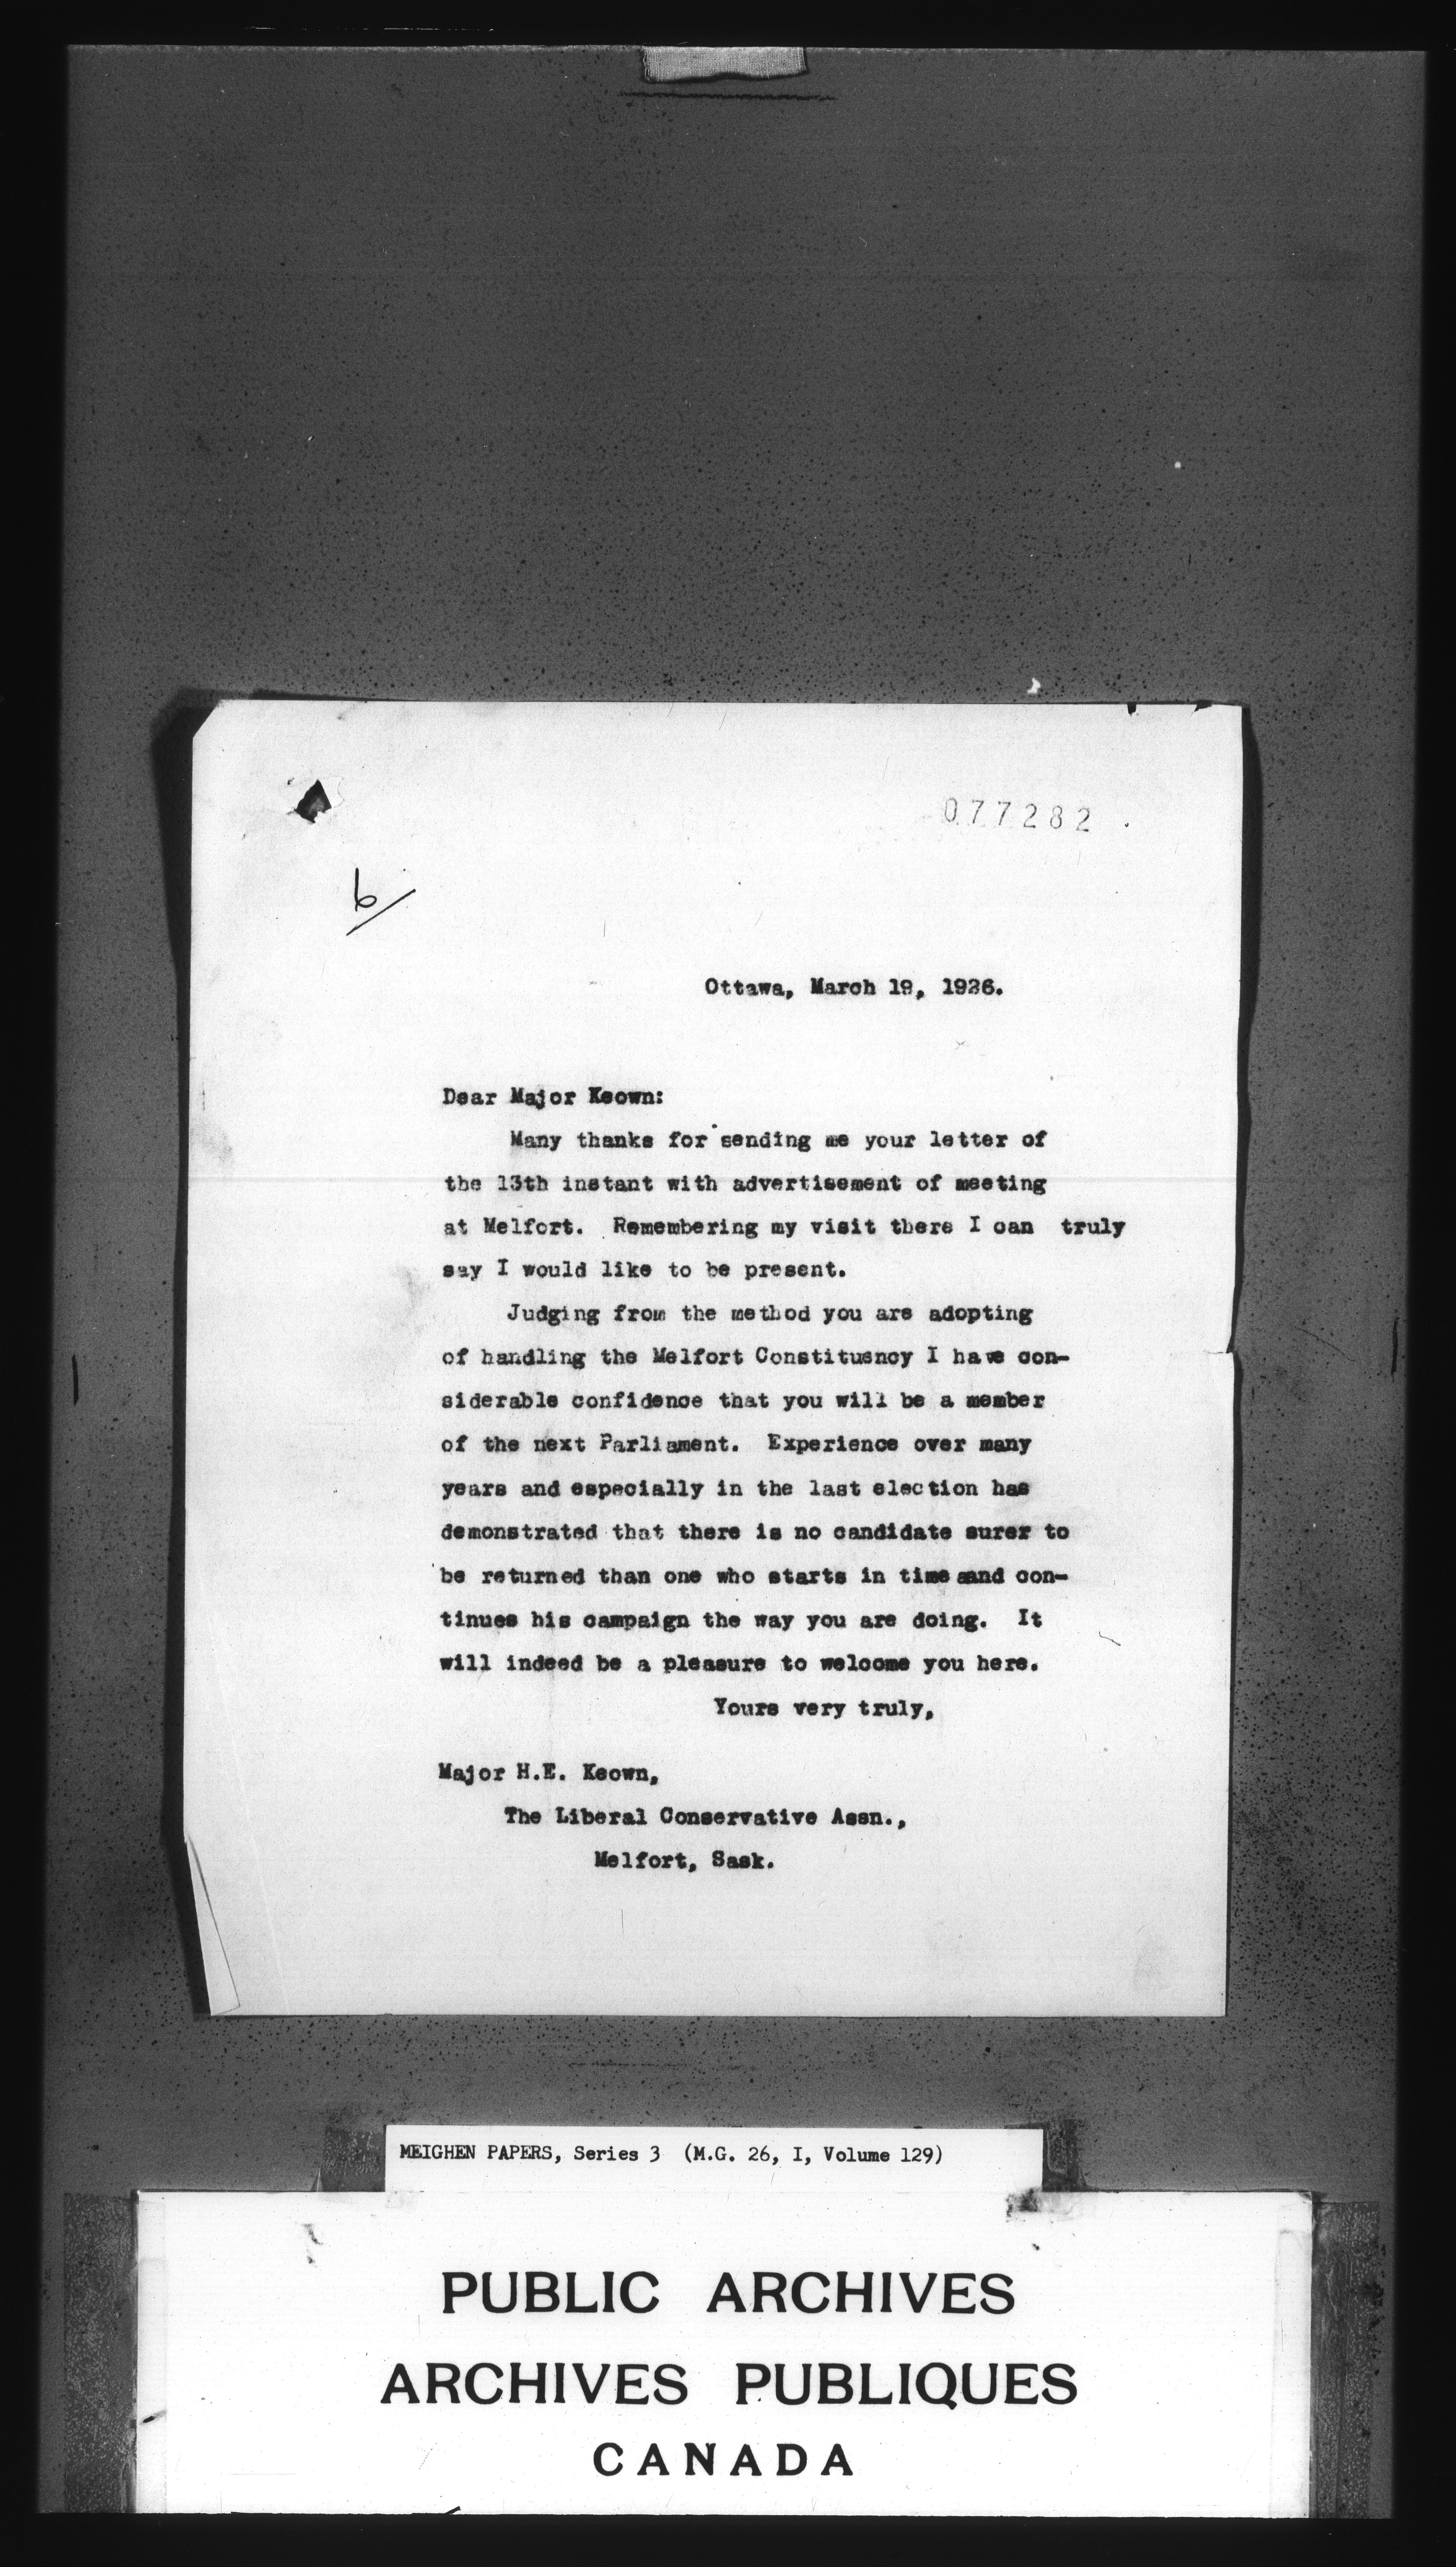 077282
6/
Ottawa, March 19, 1926.
Dear Major Keown:
Many thanks for sending me your letter of
the 13th instant with advertisement of meeting
at Melfort. Remembering my visit there I can truly
say I would like to be present.
Judging from the method you are adopting
of handling the Melfort Constituency I have con-
siderable confidence that you will be a member
of the next Parliament. Experience over many
years and especially in the last election has
demonstrated that there is no candidate surer to
be returned than one who starts in time and con-
tinues his campaign the way you are doing. It
will indeed be a pleasure to welcome you here.
Yours very truly,
Major H.E. Keown,
The Liberal Conservative Assn.,
Melfort, Sask.
MEIGHEN PAPERS, Series 3 (M.G. 26, I, Volume 129)
PUBLIC ARCHIVES
ARCHIVES PUBLIQUES
CANADA